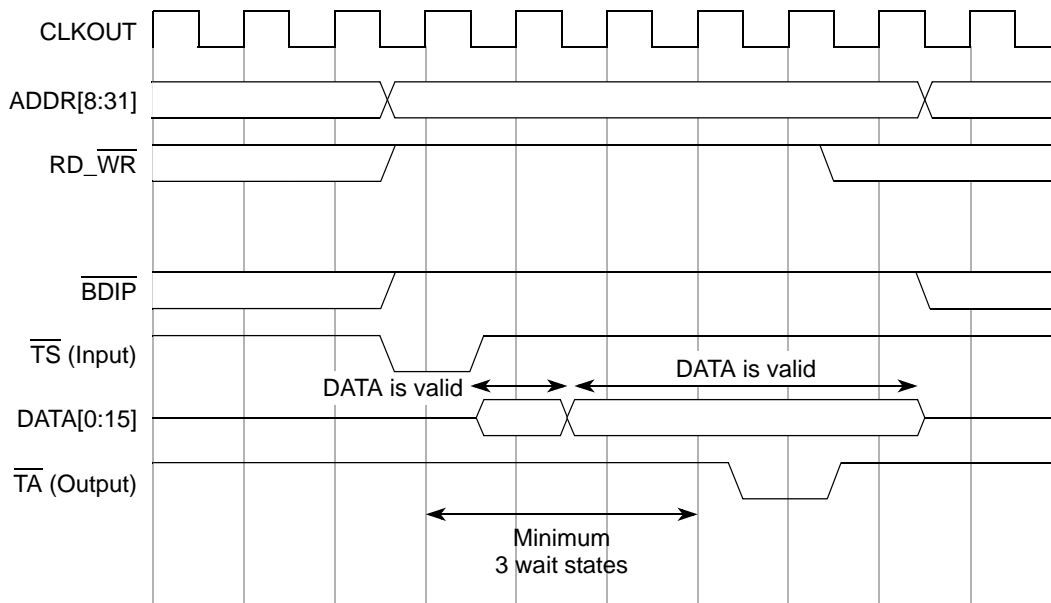 CLKOUT
ADDR[8:31]
RD_WR
BDIP
TS (Input)
DATA is valid
DATA is valid
DATA[0:15]
TA (Output)
Minimum
3 wait states